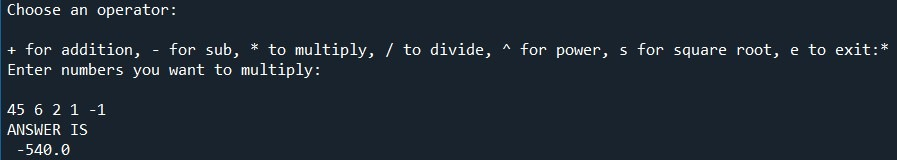 Choose an operator:
+ for addition, - for sub, * to multiply, / to divide, ^ for power, s for square root, e to exit:*
Enter numbers you want to multiply:
45 6 2 1 -1
ANSWER IS
-540.0